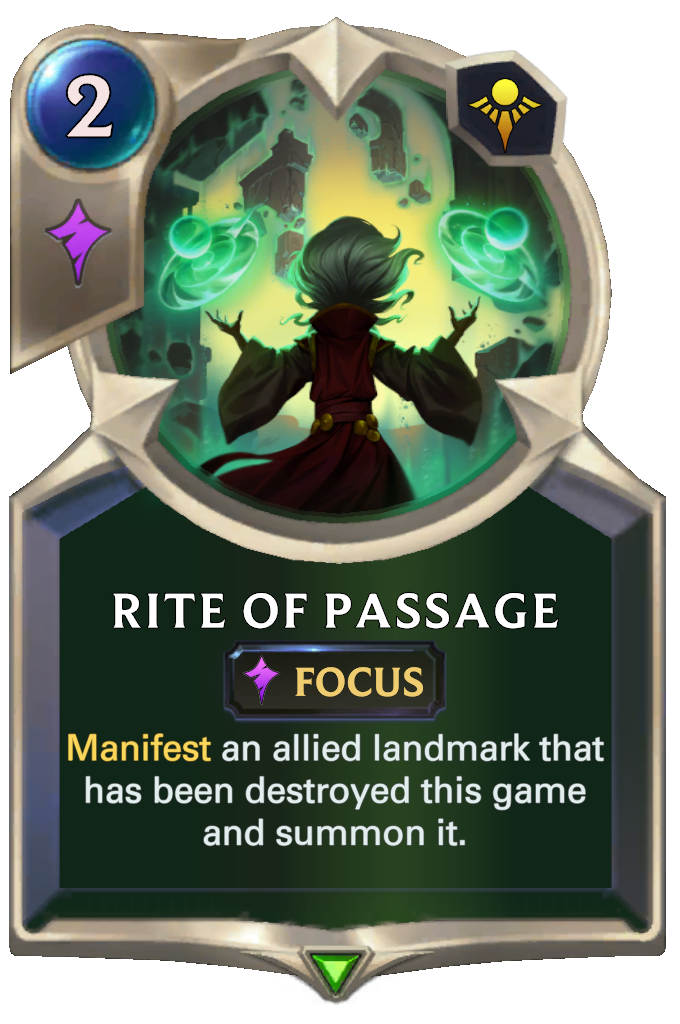 2
RITE OF PASSAGE
FOCUS
Manifest an allied landmark that
has been destroyed this game
and summon it.